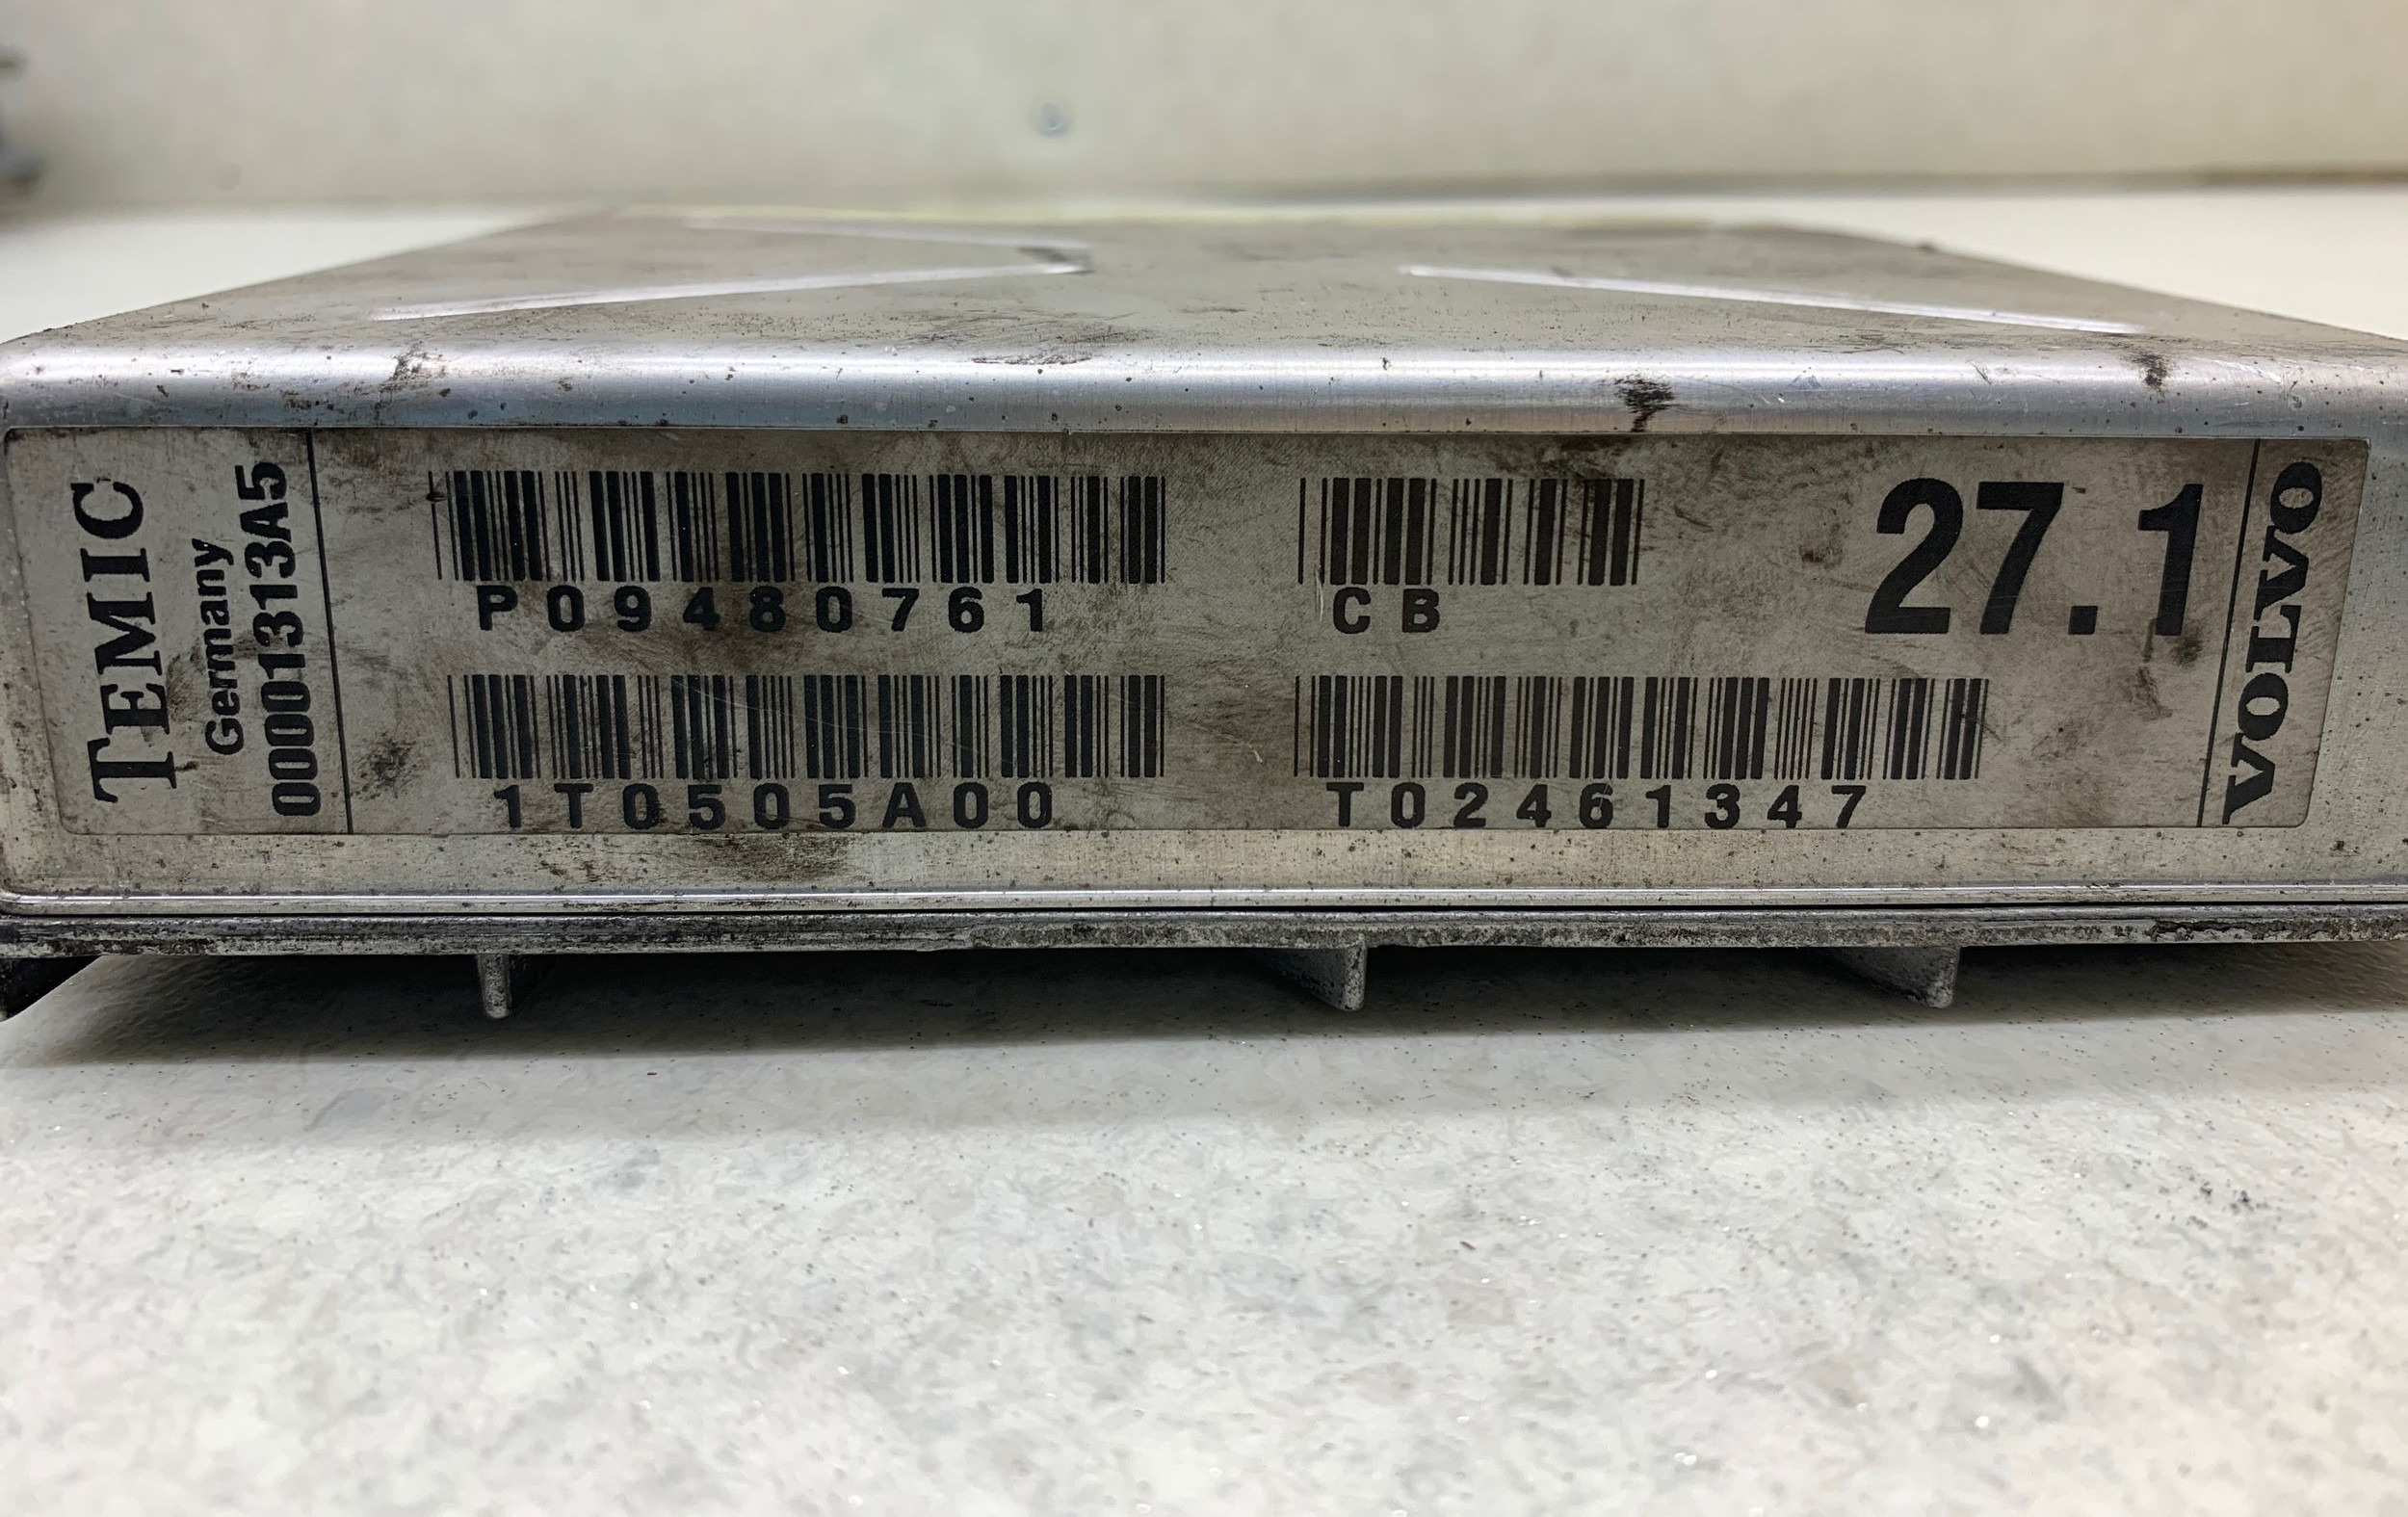 TEMIC
Germany
00001313A5
P09480761
CB
27.1
1T0505A00
T02461347
VOLVO